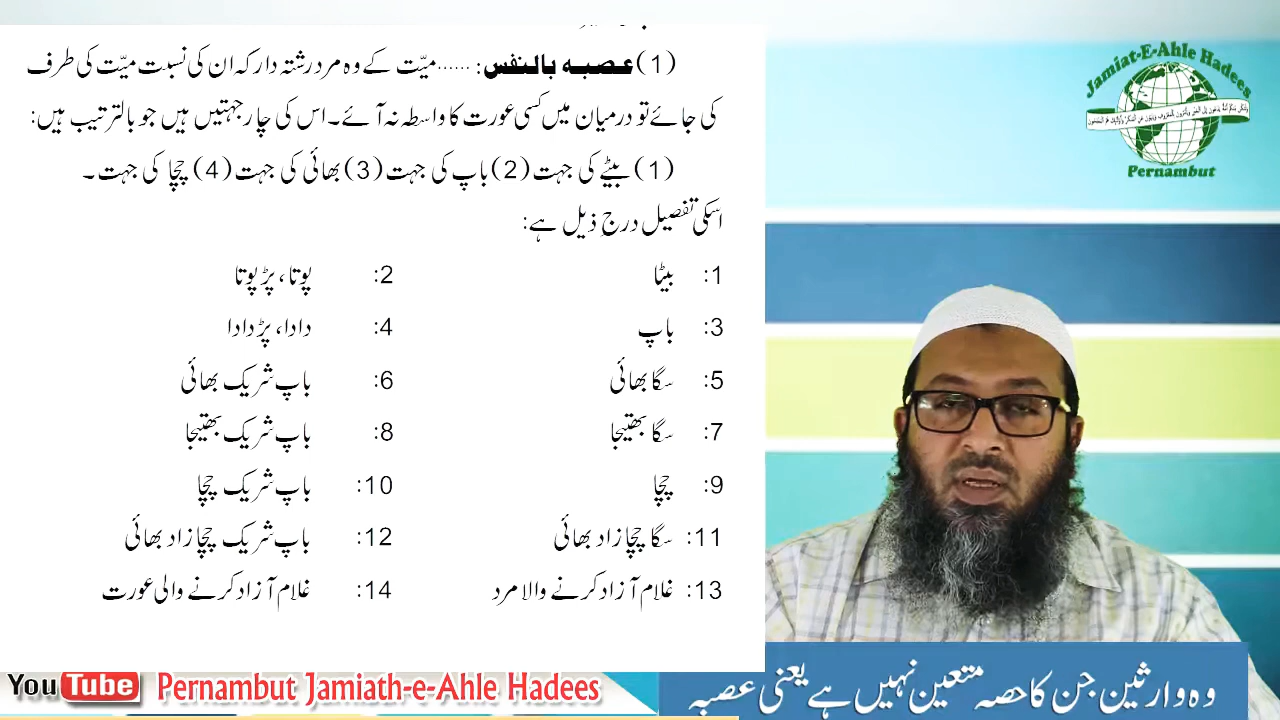 (1) عصبہ بالنفس: ...... میّت کے وہ مرد رشتہ دار کہ ان کی نسبت میّت کی طرف
کی جائے تو درمیان میں کسی عورت کا واسطہ نہ آئے۔ اس کی چار جہتیں ہیں جو بالترتیب ہیں:
(1) بیٹے کی جہت (2) باپ کی جہت (3) بھائی کی جہت (4) چچا کی جہت۔
اسکی تفصیل درج ذیل ہے:
1: بیٹا 2: پوتا، پڑپوتا
3: باپ 4: دادا، پڑدادا
5: سگا بھائی 6: باپ شریک بھائی
7: سگا بھتیجا 8: باپ شریک بھتیجا
9: چچا 10: باپ شریک چچا
11: سگا چچازاد بھائی 12: باپ شریک چچازاد بھائی
13: غلام آزاد کرنے والا مرد 14: غلام آزاد کرنے والی عورت
Jamiat-E-Ahle Hadees
Pernambut
وہ وارثین جن کا حصہ متعین نہیں ہے یعنی عصبہ
YouTube Pernambut Jamiath-e-Ahle Hadees